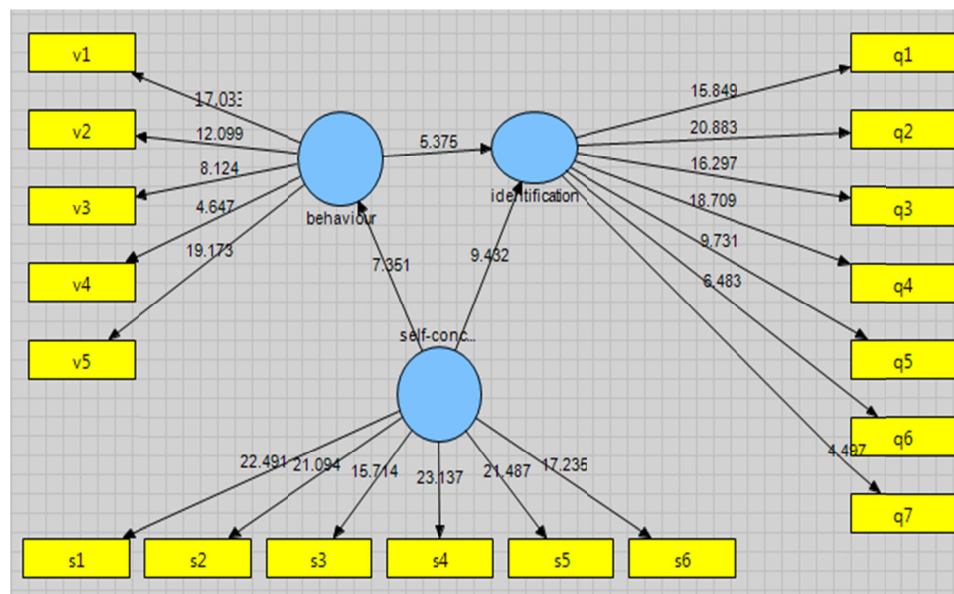 v1
v2
v3
v4
v5
17.033
12.099
8.124
4.647
19.173
behaviour
5.375
identification
15.849
20.883
16.297
18.709
9.731
6.483
4.497
q1
q2
q3
q4
q5
q6
q7
7.351
9.432
self-conc...
22.491
21.094
15.714
23.137
21.487
17.235
s1
s2
s3
s4
s5
s6